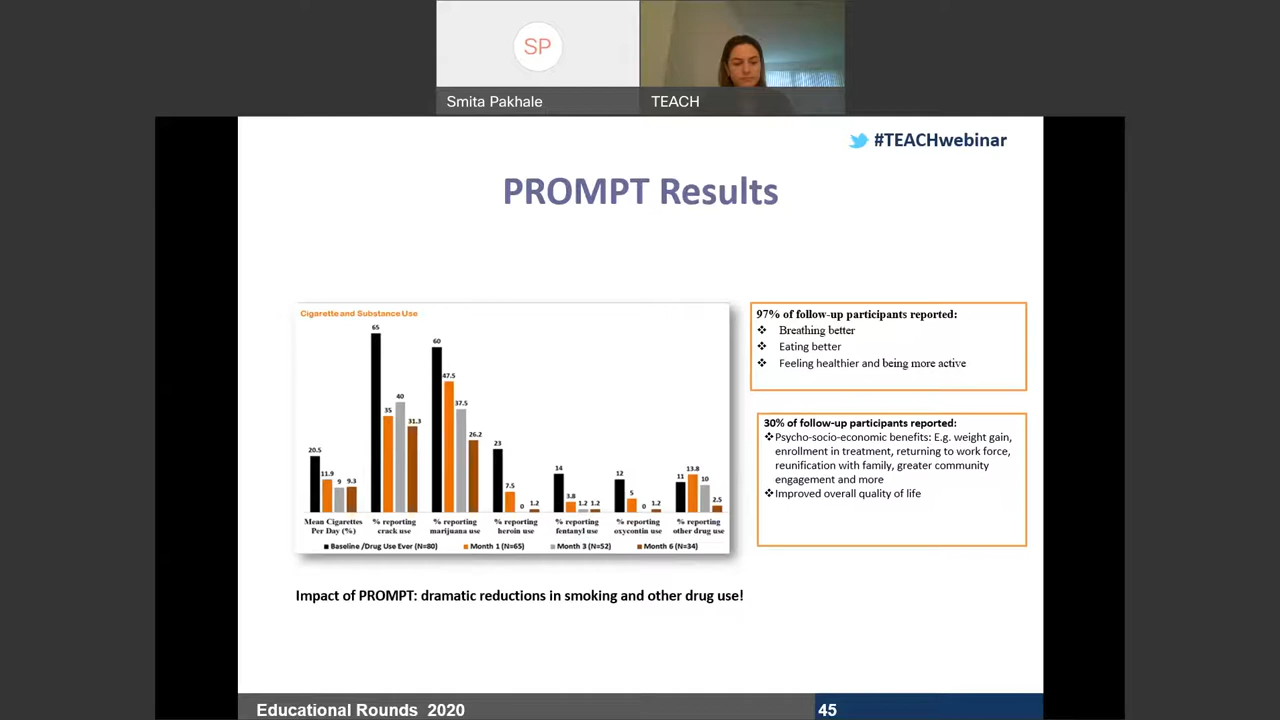 SP
Smita Pakhale
TEACH
#TEACHwebinar
PROMPT Results
Cigarette and Substance Use
65
60
47.5
40
37.5
35
31.3
26.2
23
20.5
11.9
9
9.3
7.5
0
1.2
14
3.8
1.2
1.2
12
5
0
1.2
11
13.8
10
2.5
Mean Cigarettes
Per Day (%)
% reporting
crack use
% reporting
marijuana use
% reporting
heroin use
% reporting
fentanyl use
% reporting
oxycontin use
% reporting
other drug use
Baseline /Drug Use Ever (N=80) Month 1 (N=65) Month 3 (N=52) Month 6 (N=34)
97% of follow-up participants reported:
❖ Breathing better
❖ Eating better
❖ Feeling healthier and being more active
30% of follow-up participants reported:
❖Psycho-socio-economic benefits: E.g. weight gain,
enrollment in treatment, returning to work force,
reunification with family, greater community
engagement and more
❖Improved overall quality of life
Impact of PROMPT: dramatic reductions in smoking and other drug use!
Educational Rounds 2020
45